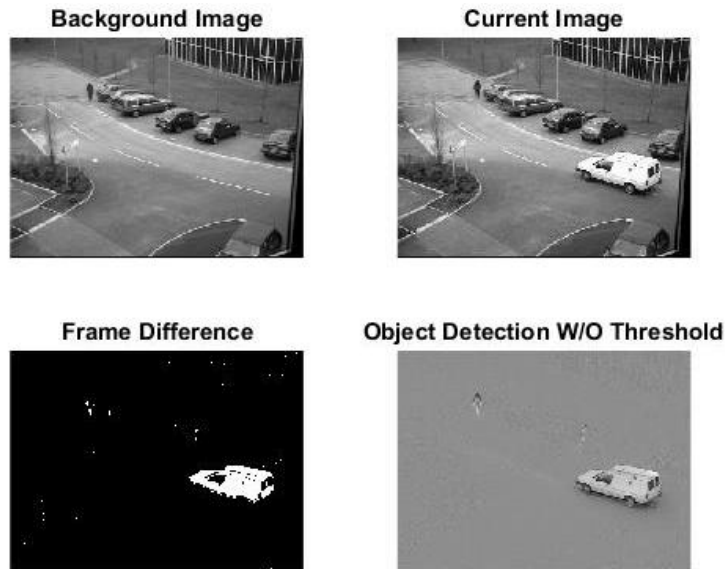 Background Image
Current Image
Frame Difference
Object Detection W/O Threshold